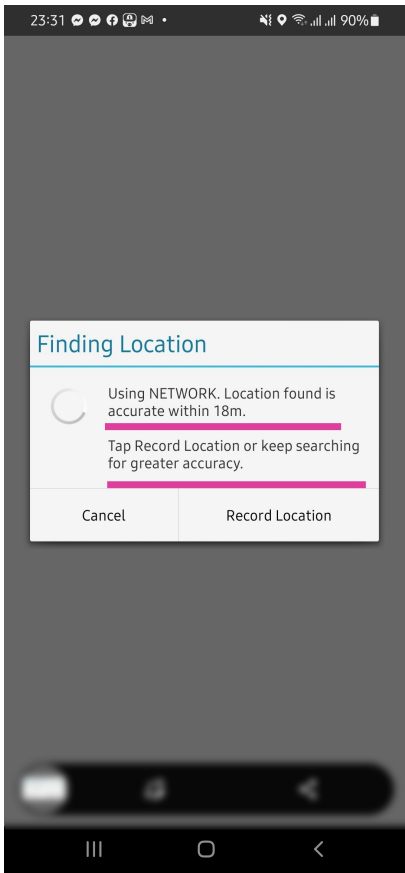 23:31
90%
Finding Location
Using NETWORK. Location found is
accurate within 18m.
Tap Record Location or keep searching
for greater accuracy.
Cancel
Record Location